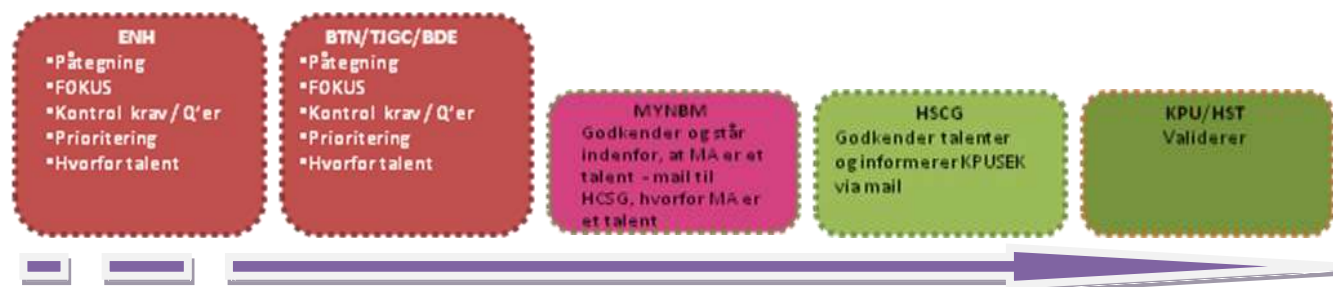 ENH
▪Påtegning
▪FOKUS
▪Kontrol krav/Q'er
▪Prioritering
▪Hvorfor talent
BTN/TJGC/BDE
▪Påtegning
▪FOKUS
▪Kontrol krav/Q'er
▪Prioritering
▪Hvorfor talent
MYNBM
Godkender og står
indenfor, at MA er et
talent - mail til
HCSG, hvorfor MA er
et talent
HSCG
Godkender talenter
og informerer KPUSEK
via mail
KPU/HST
Validerer